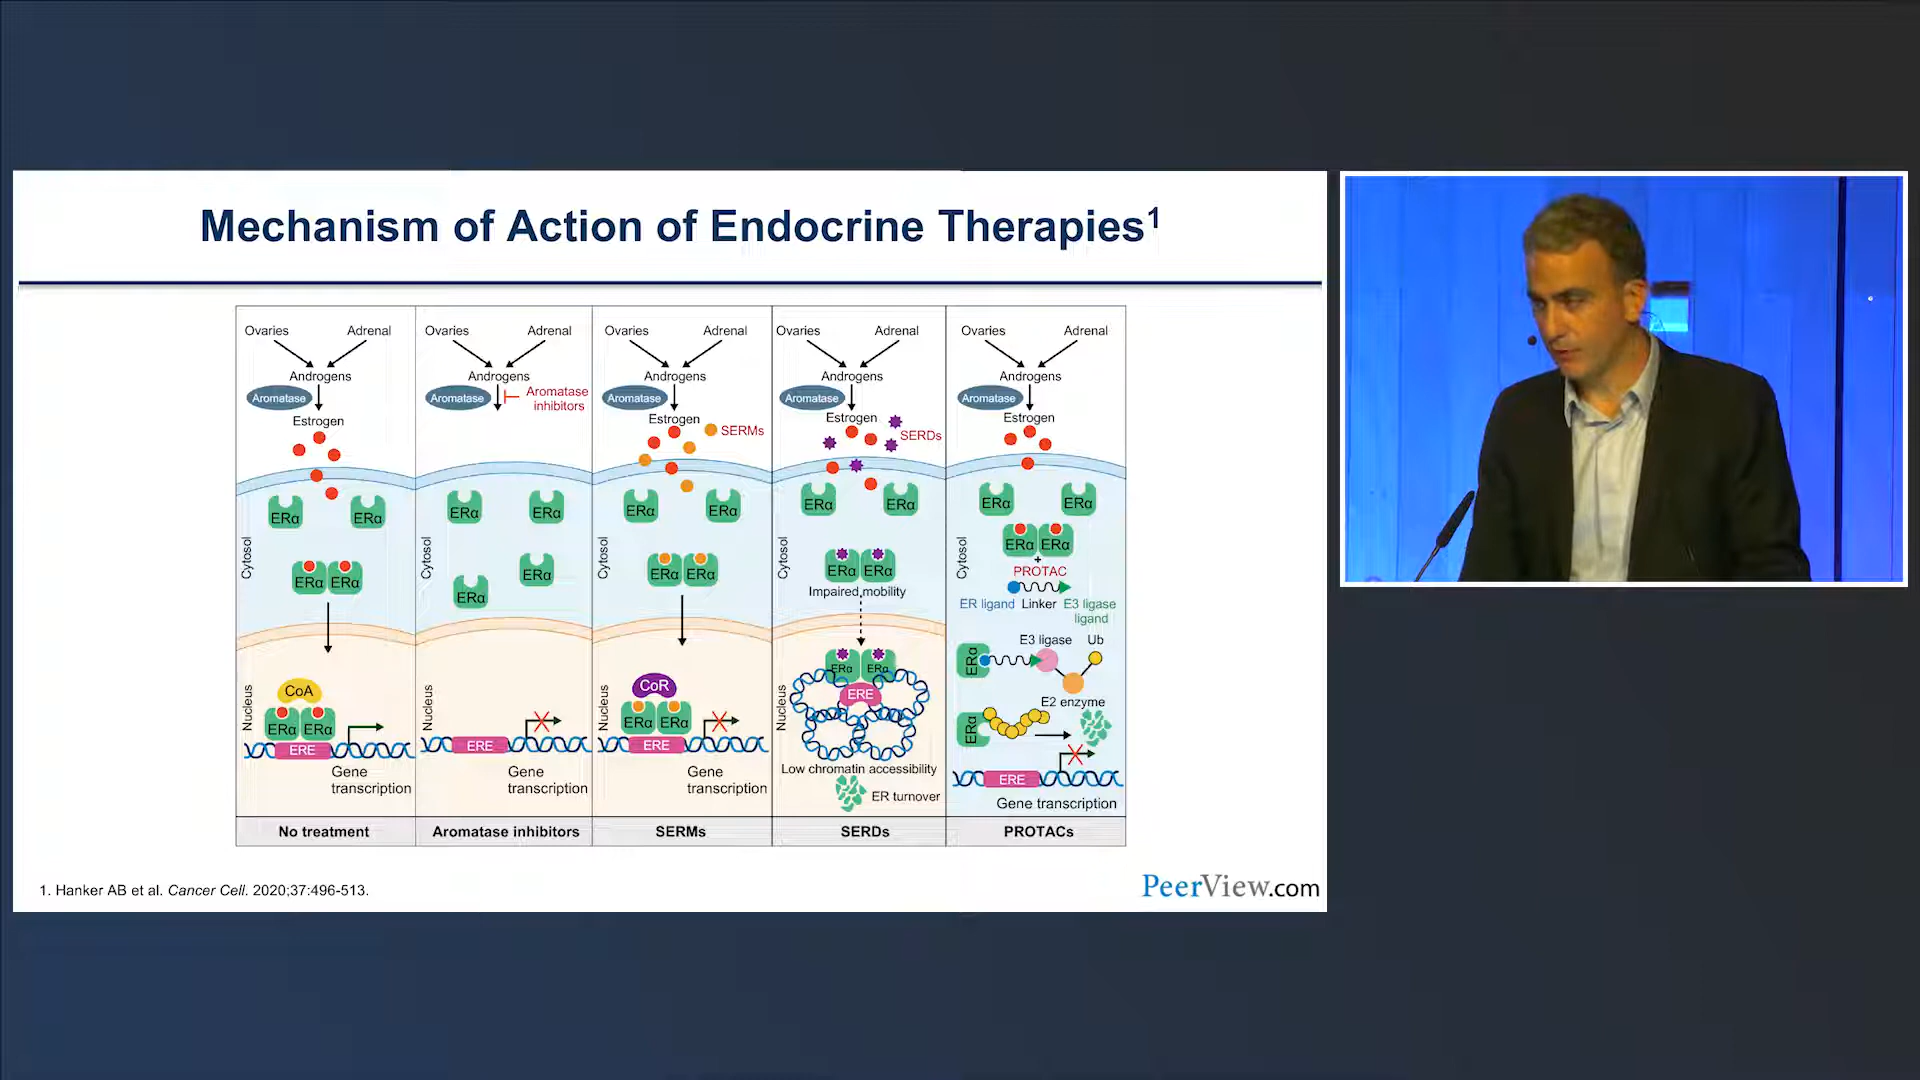 Mechanism of Action of Endocrine Therapies1
Ovaries
Adrenal
Androgens
Aromatase
Estrogen
Cytosol
ERα
ERα
ERα
ERα
Nucleus
CoA
ERα
ERα
ERE
Gene
transcription
No treatment
Ovaries
Adrenal
Androgens
Aromatase
Aromatase
inhibitors
Cytosol
ERα
ERα
ERα
ERα
Nucleus
ERE
Gene
transcription
Aromatase inhibitors
Ovaries
Adrenal
Androgens
Aromatase
Estrogen
SERMs
Cytosol
ERα
ERα
ERα
ERα
Nucleus
CoR
ERα
ERα
ERE
Gene
transcription
SERMs
Ovaries
Adrenal
Androgens
Aromatase
Estrogen
SERDs
Cytosol
ERα
ERα
ERα
ERα
Impaired mobility
Nucleus
ERα
ERα
ERE
Low chromatin accessibility
ER turnover
SERDs
Ovaries
Adrenal
Androgens
Aromatase
Estrogen
Cytosol
ERα
ERα
ERα
ERα
+
PROTAC
ER ligand
Linker
E3 ligase
ligand
E3 ligase
Ub
ERα
E2 enzyme
ERα
ERE
Gene transcription
PROTACs
1. Hanker AB et al. Cancer Cell. 2020;37:496-513.
PeerView.com